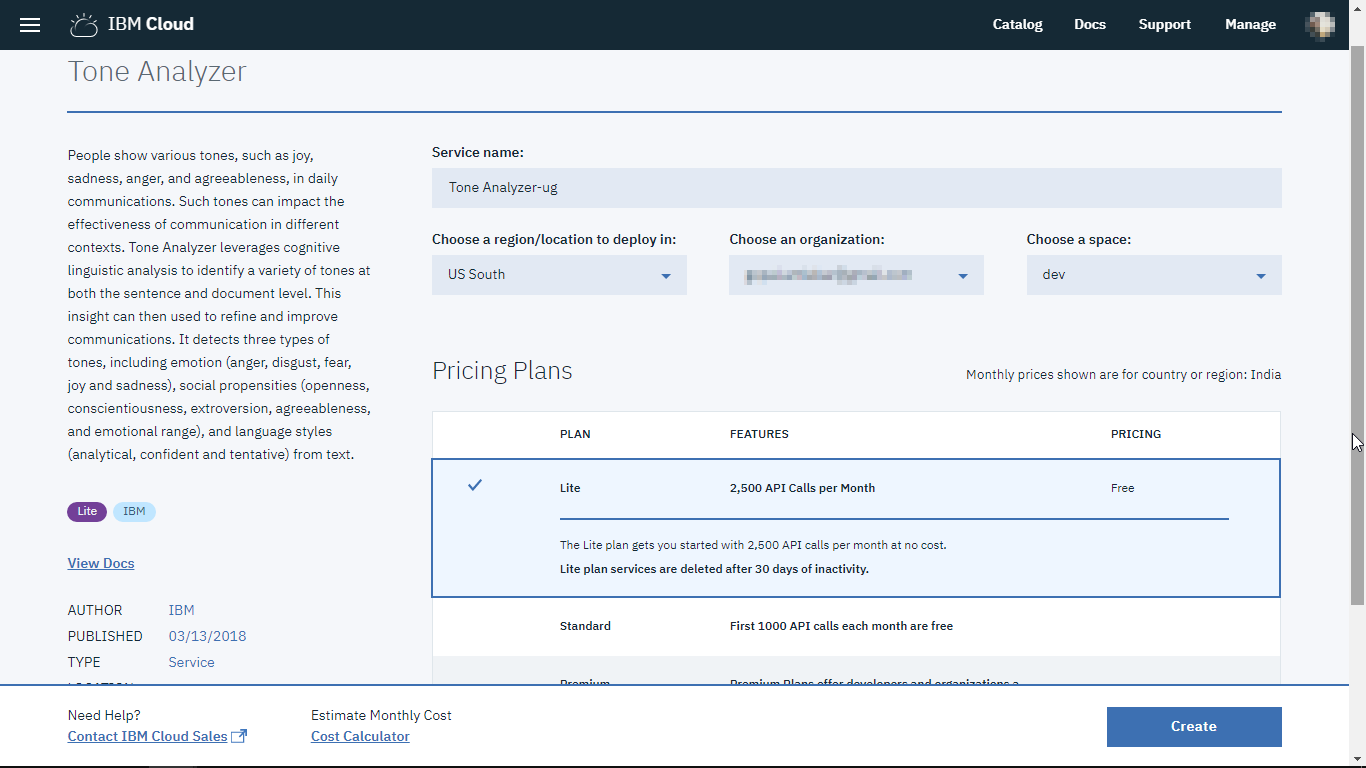 IBM Cloud
Catalog
Docs
Support
Manage
Tone Analyzer
People show various tones, such as joy,
sadness, anger, and agreeableness, in daily
communications. Such tones can impact the
effectiveness of communication in different
contexts. Tone Analyzer leverages cognitive
linguistic analysis to identify a variety of tones at
both the sentence and document level. This
insight can then used to refine and improve
communications. It detects three types of
tones, including emotion (anger, disgust, fear,
joy and sadness), social propensities (openness,
conscientiousness, extroversion, agreeableness,
and emotional range), and language styles
(analytical, confident and tentative) from text.
Lite
IBM
View Docs
AUTHOR IBM
PUBLISHED 03/13/2018
TYPE Service
Service name:
Tone Analyzer-ug
Choose a region/location to deploy in:
US South
Choose an organization:
Choose a space:
dev
Pricing Plans
Monthly prices shown are for country or region: India
PLAN FEATURES PRICING
Lite 2,500 API Calls per Month Free
The Lite plan gets you started with 2,500 API calls per month at no cost.
Lite plan services are deleted after 30 days of inactivity.
Standard First 1000 API calls each month are free
Premium Premium Plans offer developers and organizations a
Need Help?
Contact IBM Cloud Sales
Estimate Monthly Cost
Cost Calculator
Create